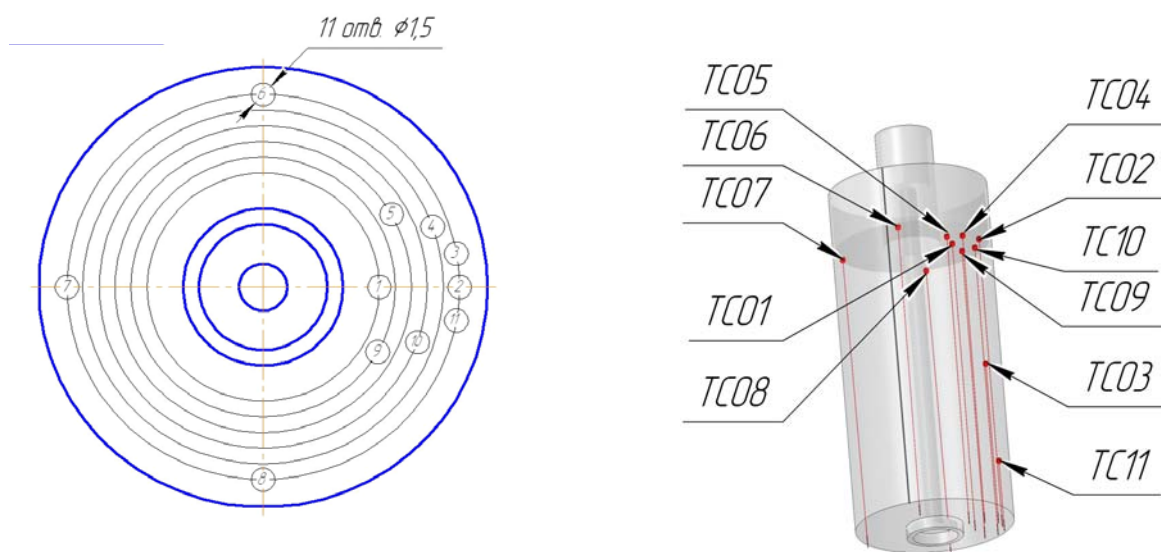 11 отв. ϕ1,5
6
5
4
3
7
1
2
11
10
9
8
TC05
TC04
TC06
TC02
TC07
TC10
TC09
TC01
TC03
TC08
TC11